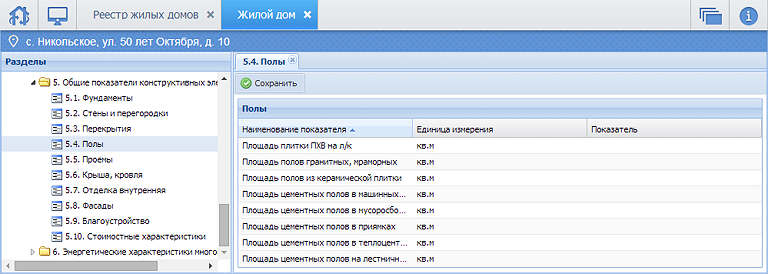 Реестр жилых домов
Жилой дом
с. Никольское, ул. 50 лет Октября, д. 10
Разделы
5. Общие показатели конструктивных эле
5.1. Фундаменты
5.2. Стены и перегородки
5.3. Перекрытия
5.4. Полы
5.5. Проемы
5.6. Крыша, кровля
5.7. Отделка внутренняя
5.8. Фасады
5.9. Благоустройство
5.10. Стоимостные характеристики
6. Энергетические характеристики много
5.4. Полы
Сохранить
Полы
Наименование показателя Единица измерения Показатель
Площадь плитки ПХВ на л/к кв.м
Площадь полов гранитных, мраморных кв.м
Площадь полов из керамической плитки кв.м
Площадь цементных полов в машинных... кв.м
Площадь цементных полов в мусоросбо... кв.м
Площадь цементных полов в приямках кв.м
Площадь цементных полов в теплоцент... кв.м
Площадь цементных полов на лестничн... кв.м